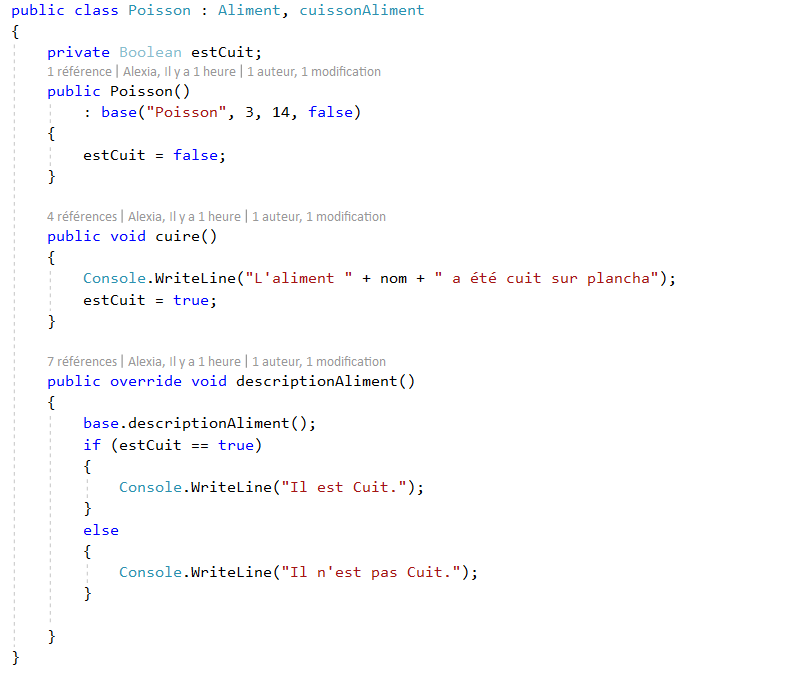 public class Poisson : Aliment, cuissonAliment
{
private Boolean estCuit;
1 référence | Alexia, Il y a 1 heure | 1 auteur, 1 modification
public Poisson()
: base("Poisson", 3, 14, false)
{
estCuit = false;
}
4 références | Alexia, Il y a 1 heure | 1 auteur, 1 modification
public void cuire()
{
Console.WriteLine("L'aliment " + nom + " a été cuit sur plancha");
estCuit = true;
}
7 références | Alexia, Il y a 1 heure | 1 auteur, 1 modification
public override void descriptionAliment()
{
base.descriptionAliment();
if (estCuit == true)
{
Console.WriteLine("Il est Cuit.");
}
else
{
Console.WriteLine("Il n'est pas Cuit.");
}
}
}